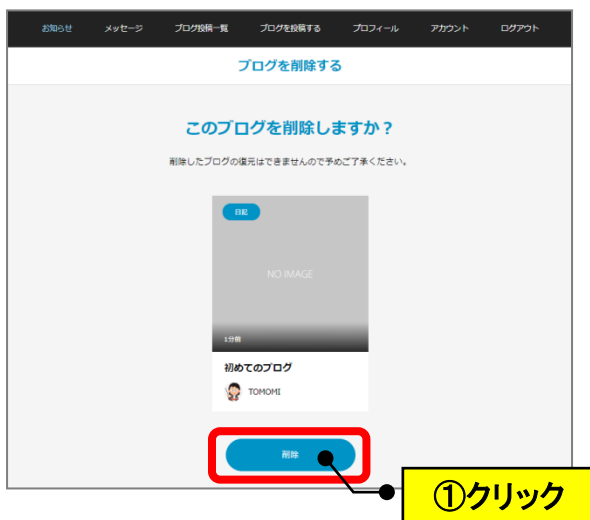 お知らせ メッセージ ブログ投稿一覧 ブログを投稿する プロフィール アカウント ログアウト
ブログを削除する
このブログを削除しますか？
削除したブログの復元はできませんので予めご了承ください。
日記
NO IMAGE
1分前
初めてのブログ
TOMOMI
削除
①クリック